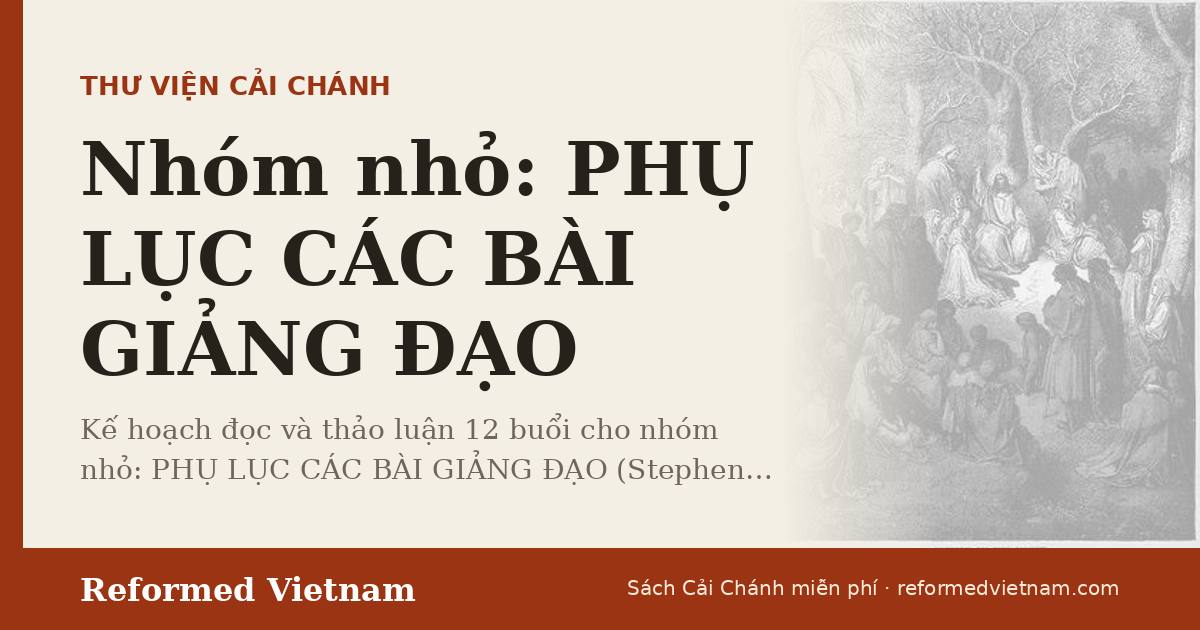 THƯ VIỆN CẢI CHÁNH
Nhóm nhỏ: PHỤ
LỤC CÁC BÀI
GIẢNG ĐẠO
Kế hoạch đọc và thảo luận 12 buổi cho nhóm
nhỏ: PHỤ LỤC CÁC BÀI GIẢNG ĐẠO (Stephen…
Reformed Vietnam
Sách Cải Chánh miễn phí · reformedvietnam.com